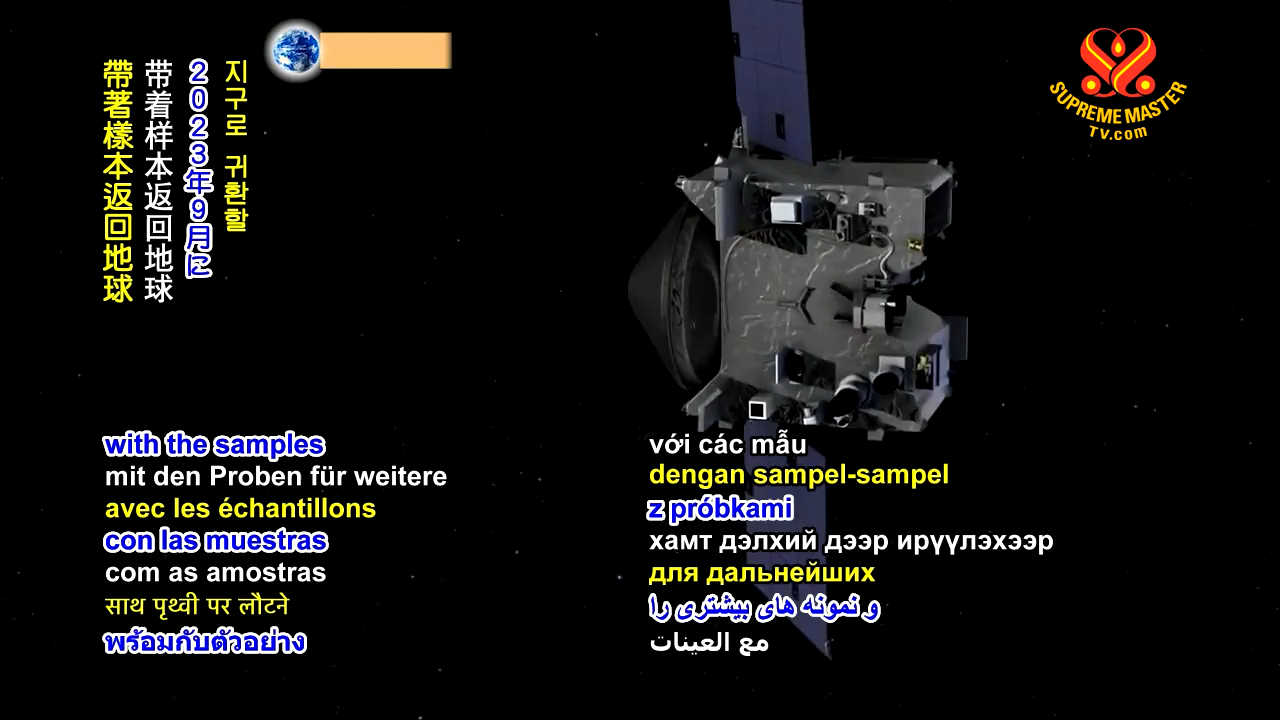 帶著樣本返回地球
带着样本返回地球
2023年9月に
지구로 귀환할
SUPREME MASTER
TV.com
with the samples
mit den Proben für weitere
avec les échantillons
con las muestras
com as amostras
साथ पृथ्वी पर लौटने
พร้อมกับตัวอย่าง
với các mẫu
dengan sampel-sampel
z próbkami
хамт дэлхий дээр ирүүлэхээр
для дальнейших
و نمونه های بیشتری را
مع العينات